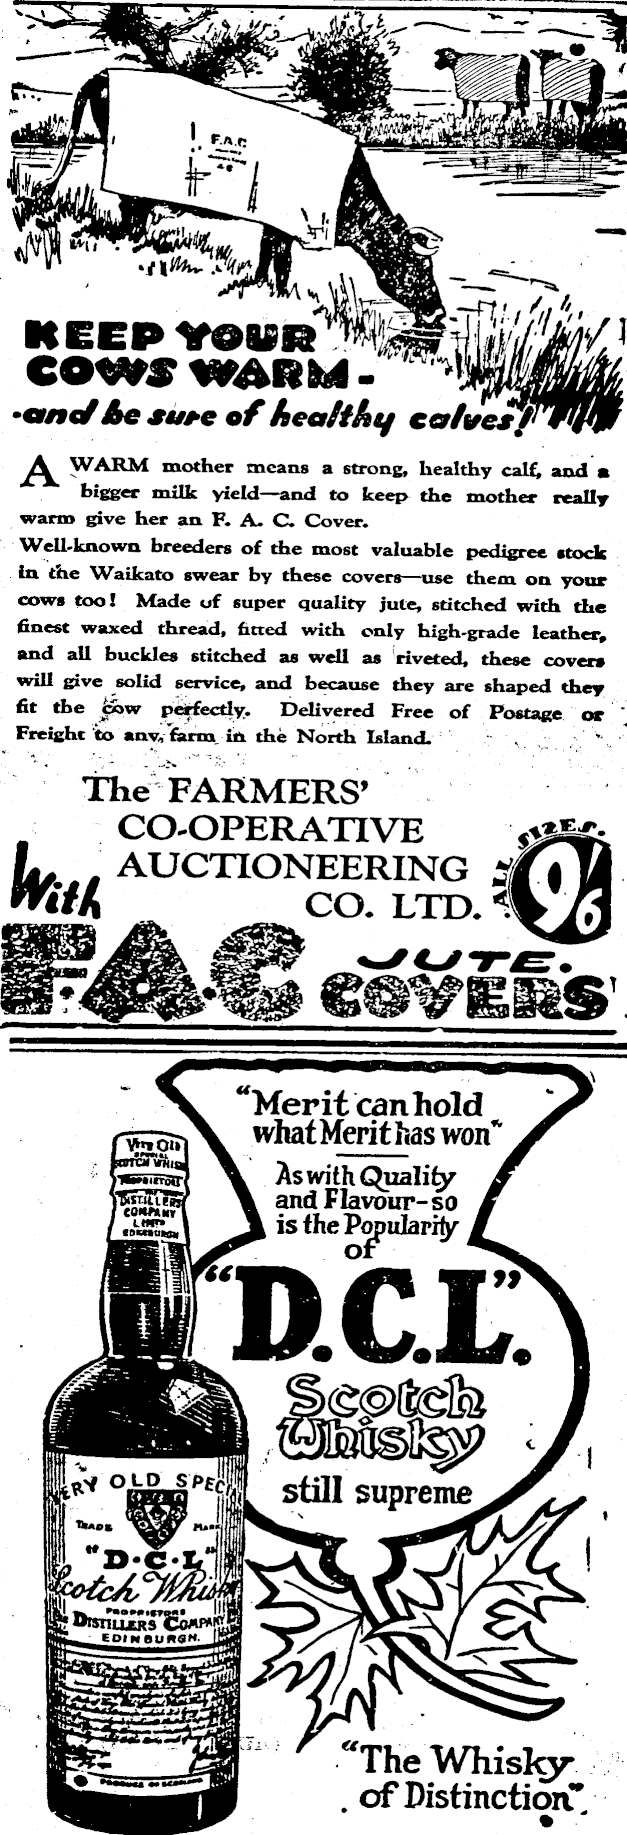 F.A.C.
KEEP YOUR
COWS WARM-
-and be sure of healthy calves!
A WARM mother means a strong, healthy calf, and a
bigger milk yield—and to keep the mother really
warm give her an F. A. C. Cover.
Well-known breeders of the most valuable pedigree stock
in the Waikato swear by these covers—use them on your
cows too! Made of super quality jute, stitched with the
finest waxed thread, fitted with only high-grade leather,
and all buckles stitched as well as riveted, these covers
will give solid service, and because they are shaped they
fit the cow perfectly. Delivered Free of Postage or
Freight to any farm in the North Island.
The FARMERS'
CO-OPERATIVE
AUCTIONEERING
CO. LTD.
ALL SIZES.
9/6
With
F.A.C JUTE.
COVERS
"Merit can hold
what Merit has won"
As with Quality
and Flavour-so
is the Popularity
of
"D.C.L."
Scotch
Whisky
still supreme
VERY OLD
SPECIAL
SCOTCH WHISKY
PROPRIETORS
DISTILLERS
COMPANY
LIMTD
EDINBURGH
VERY OLD SPECI
TRADE MARK
"D.C.L"
Scotch Whisky
PROPRIETORS
DISTILLERS COMPANY
EDINBURGH.
PRODUCE OF SCOTLAND
"The Whisky
of Distinction".